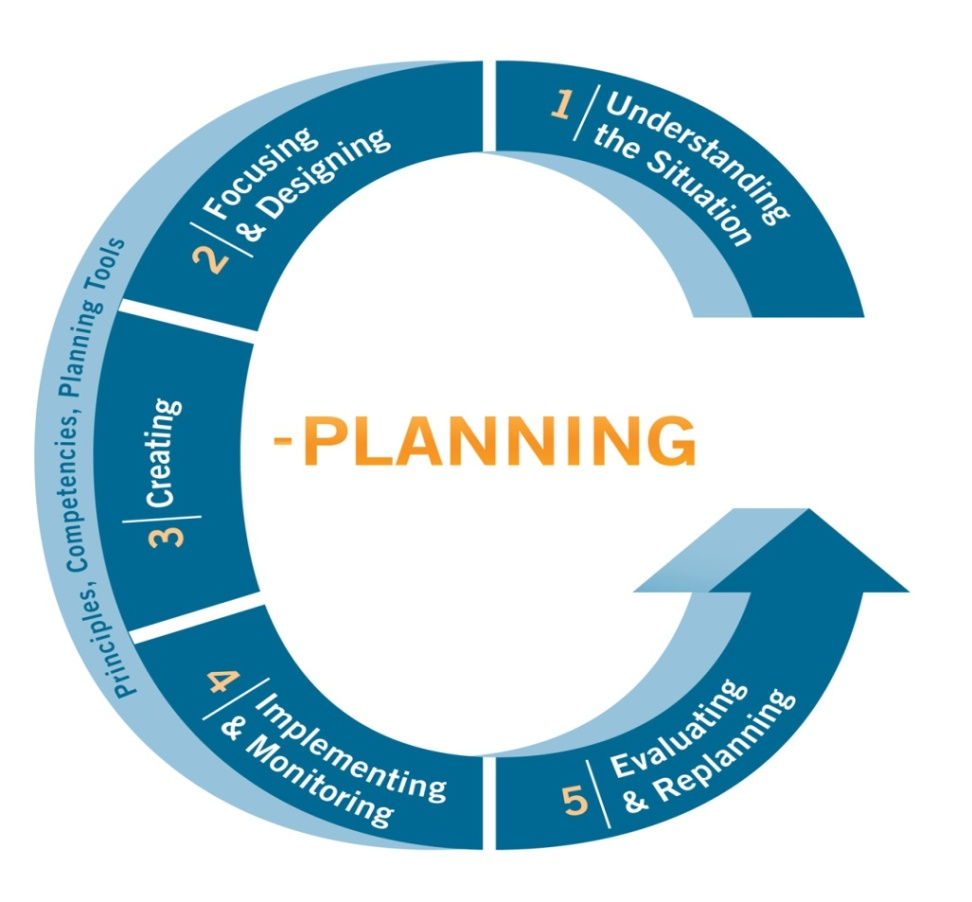 1 Understanding
the Situation
2 Focusing
& Designing
3 Creating
4 Implementing
& Monitoring
5 Evaluating
& Replanning
Principles, Competencies, Planning Tools
-PLANNING